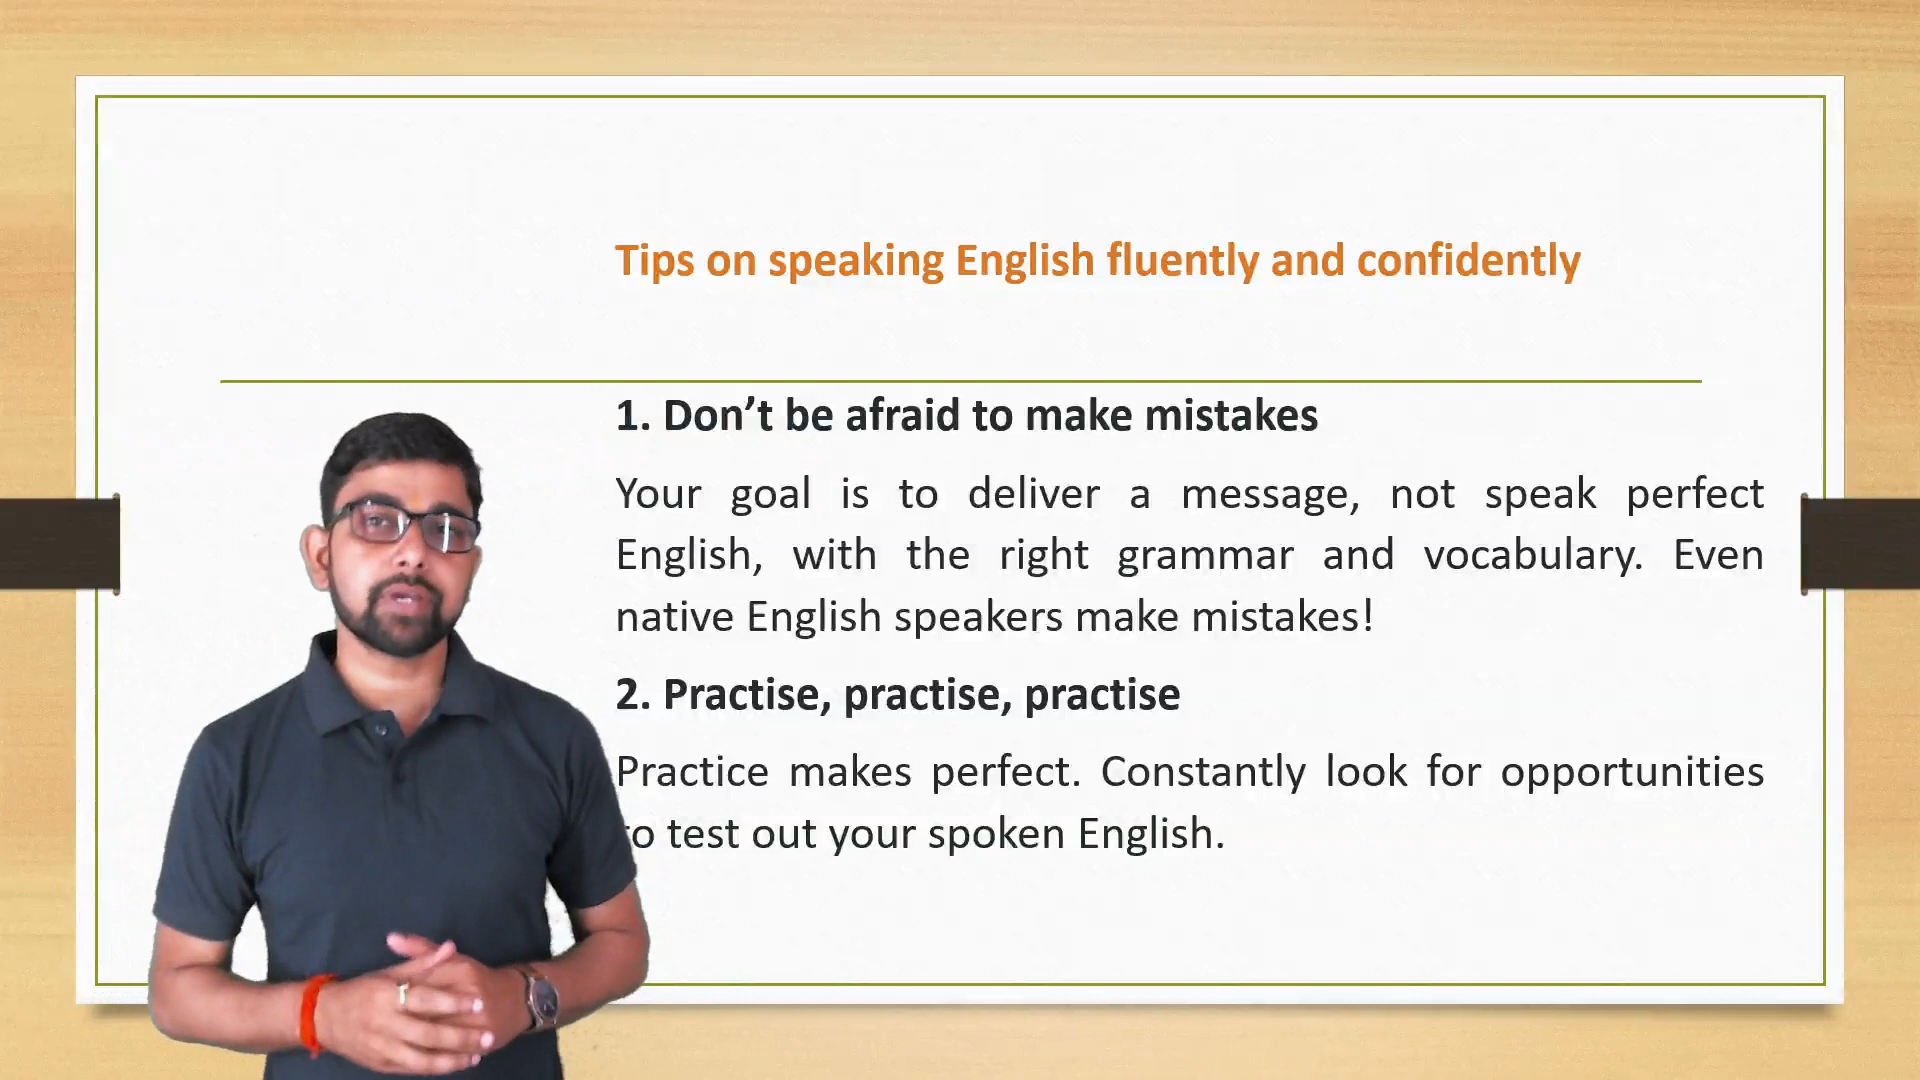 Tips on speaking English fluently and confidently
1. Don’t be afraid to make mistakes
Your goal is to deliver a message, not speak perfect
English, with the right grammar and vocabulary. Even
native English speakers make mistakes!
2. Practise, practise, practise
Practice makes perfect. Constantly look for opportunities
to test out your spoken English.